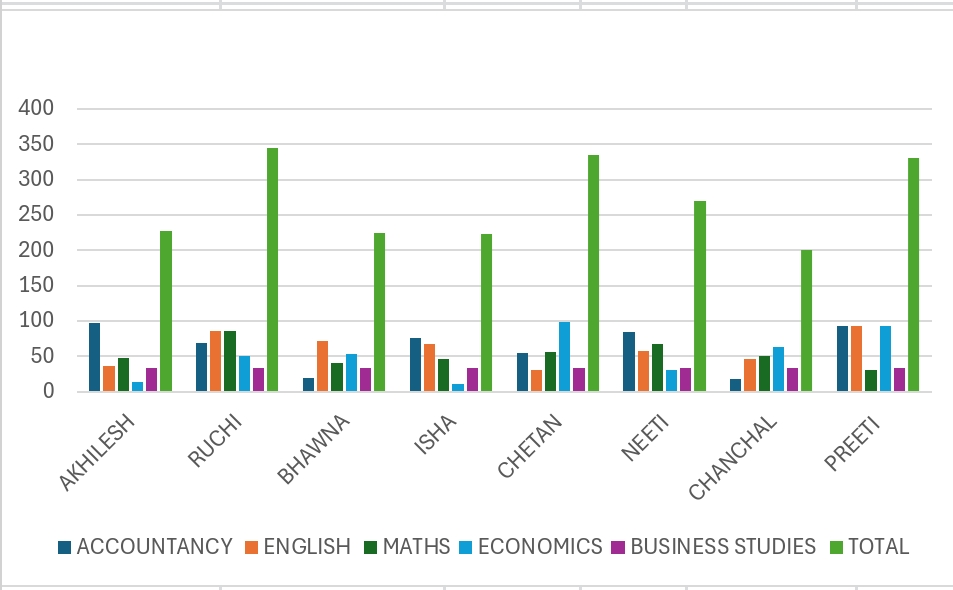 400
350
300
250
200
150
100
50
0
AKHILESH
RUCHI
BHAWNA
ISHA
CHETAN
NEETI
CHANCHAL
PREETI
ACCOUNTANCY ENGLISH MATHS ECONOMICS BUSINESS STUDIES TOTAL